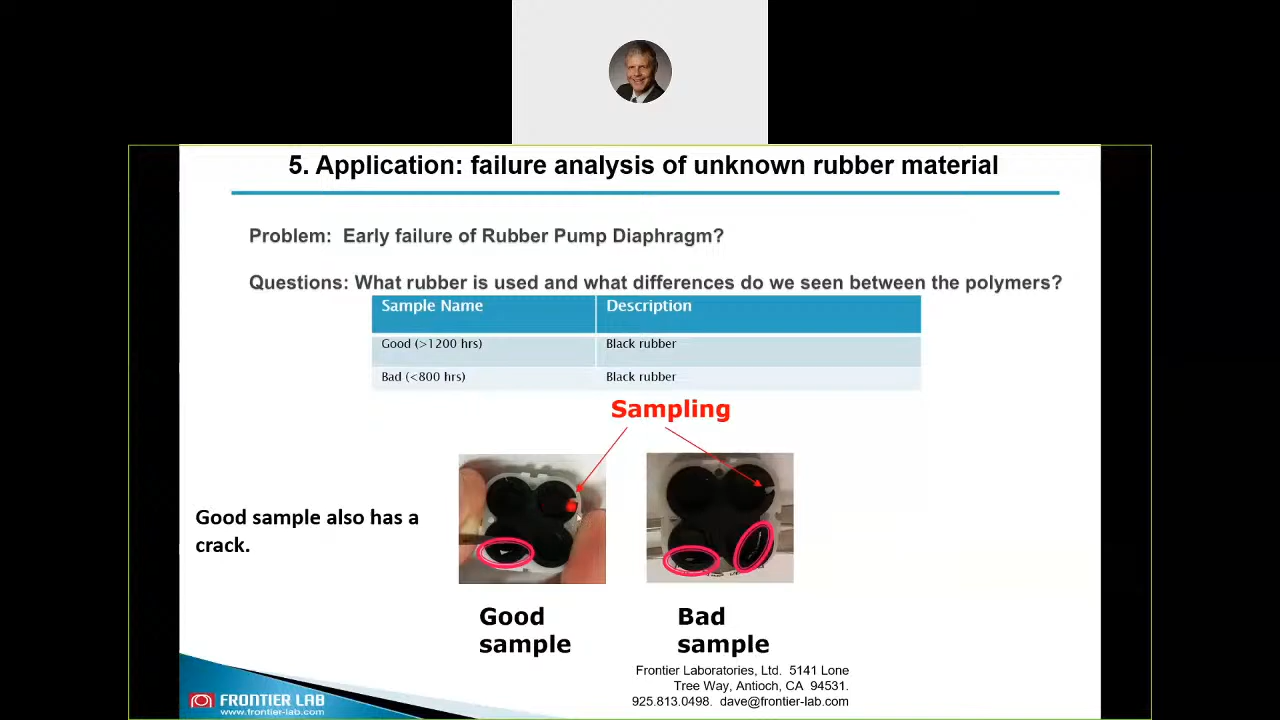 5. Application: failure analysis of unknown rubber material
Problem: Early failure of Rubber Pump Diaphragm?
Questions: What rubber is used and what differences do we seen between the polymers?
Sample Name Description
Good (>1200 hrs) Black rubber
Bad (<800 hrs) Black rubber
Sampling
Good sample also has a
crack.
Good
sample
Bad
sample
Frontier Laboratories, Ltd. 5141 Lone
Tree Way, Antioch, CA 94531.
925.813.0498. dave@frontier-lab.com
FRONTIER LAB
www.frontier-lab.com